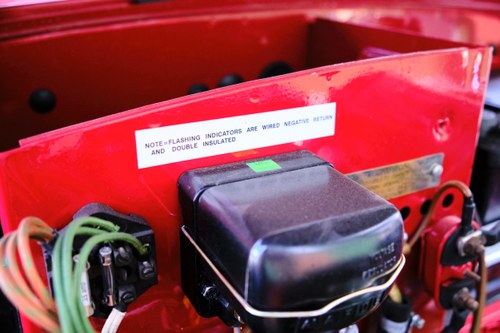 NOTE:-FLASHING INDICATORS ARE WIRED NEGATIVE RETURN
AND DOUBLE INSULATED